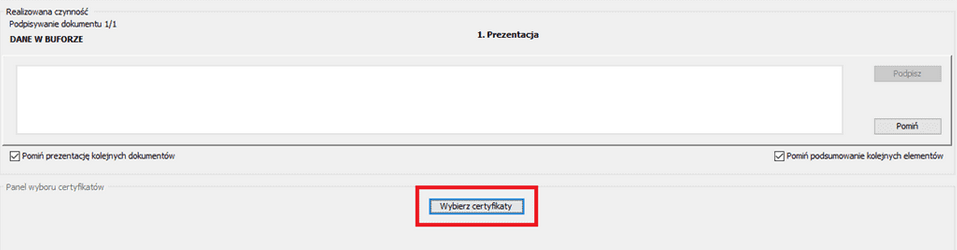 Realizowana czynność
Podpisywanie dokumentu 1/1
DANE W BUFORZE
1. Prezentacja
Podpisz
Pomiń
Pomiń prezentację kolejnych dokumentów
Pomiń podsumowanie kolejnych elementów
Panel wyboru certyfikatów
Wybierz certyfikaty